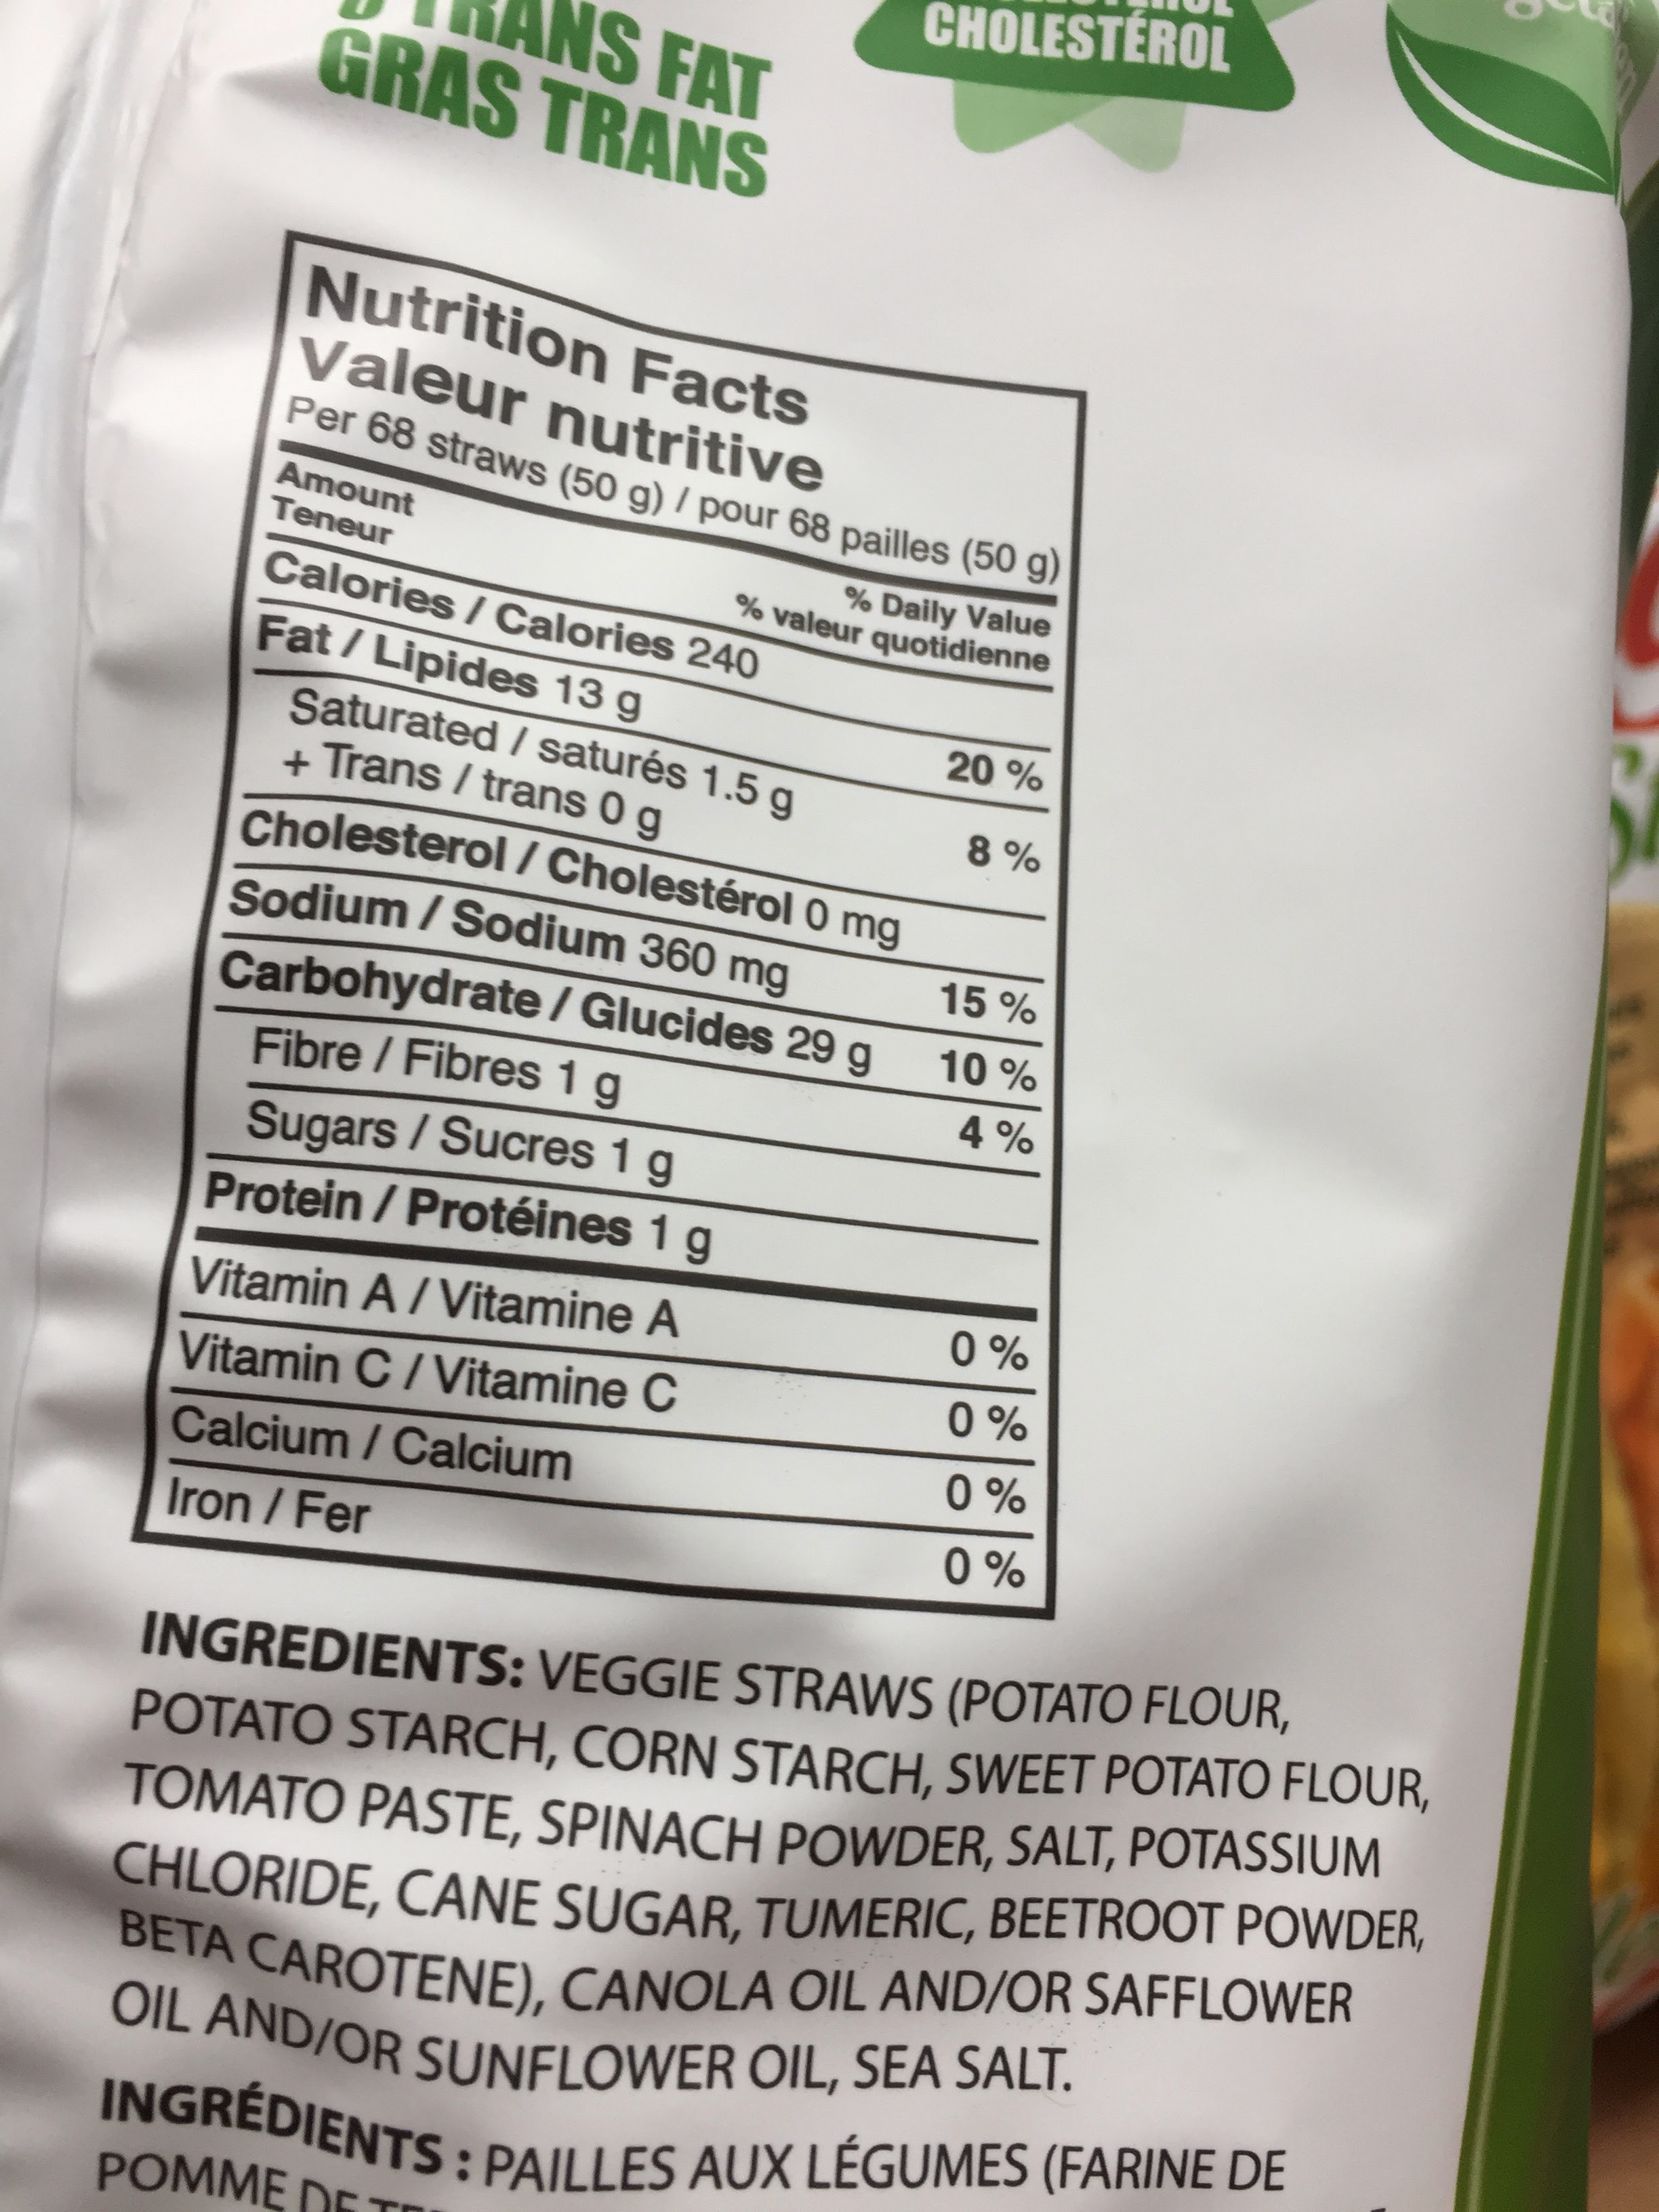 TRANS FAT
GRAS TRANS
CHOLESTÉROL
Nutrition Facts
Valeur nutritive
Per 68 straws (50 g) / pour 68 pailles (50 g)
Amount
Teneur
% Daily Value
% valeur quotidienne
Calories / Calories 240
Fat / Lipides 13 g 20 %
Saturated / saturés 1.5 g
+ Trans / trans 0 g 8 %
Cholesterol / Cholestérol 0 mg
Sodium / Sodium 360 mg 15 %
Carbohydrate / Glucides 29 g 10 %
Fibre / Fibres 1 g 4 %
Sugars / Sucres 1 g
Protein / Protéines 1 g
Vitamin A / Vitamine A 0 %
Vitamin C / Vitamine C 0 %
Calcium / Calcium 0 %
Iron / Fer 0 %
INGREDIENTS: VEGGIE STRAWS (POTATO FLOUR,
POTATO STARCH, CORN STARCH, SWEET POTATO FLOUR,
TOMATO PASTE, SPINACH POWDER, SALT, POTASSIUM
CHLORIDE, CANE SUGAR, TUMERIC, BEETROOT POWDER,
BETA CAROTENE), CANOLA OIL AND/OR SAFFLOWER
OIL AND/OR SUNFLOWER OIL, SEA SALT.
INGRÉDIENTS : PAILLES AUX LÉGUMES (FARINE DE
POMME DE